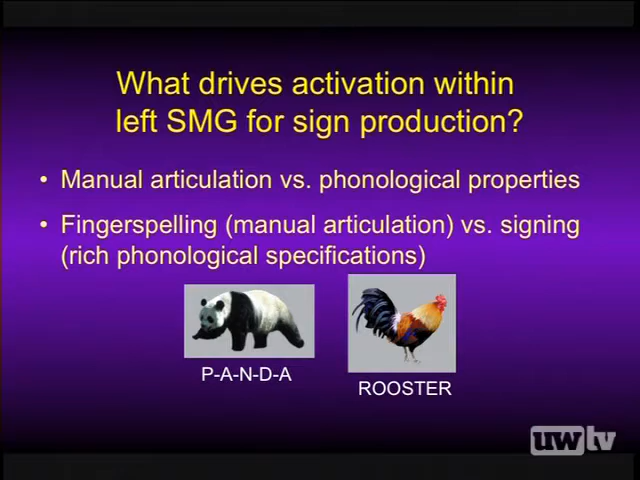 What drives activation within
left SMG for sign production?
• Manual articulation vs. phonological properties
• Fingerspelling (manual articulation) vs. signing
(rich phonological specifications)
P-A-N-D-A
ROOSTER
uwtv